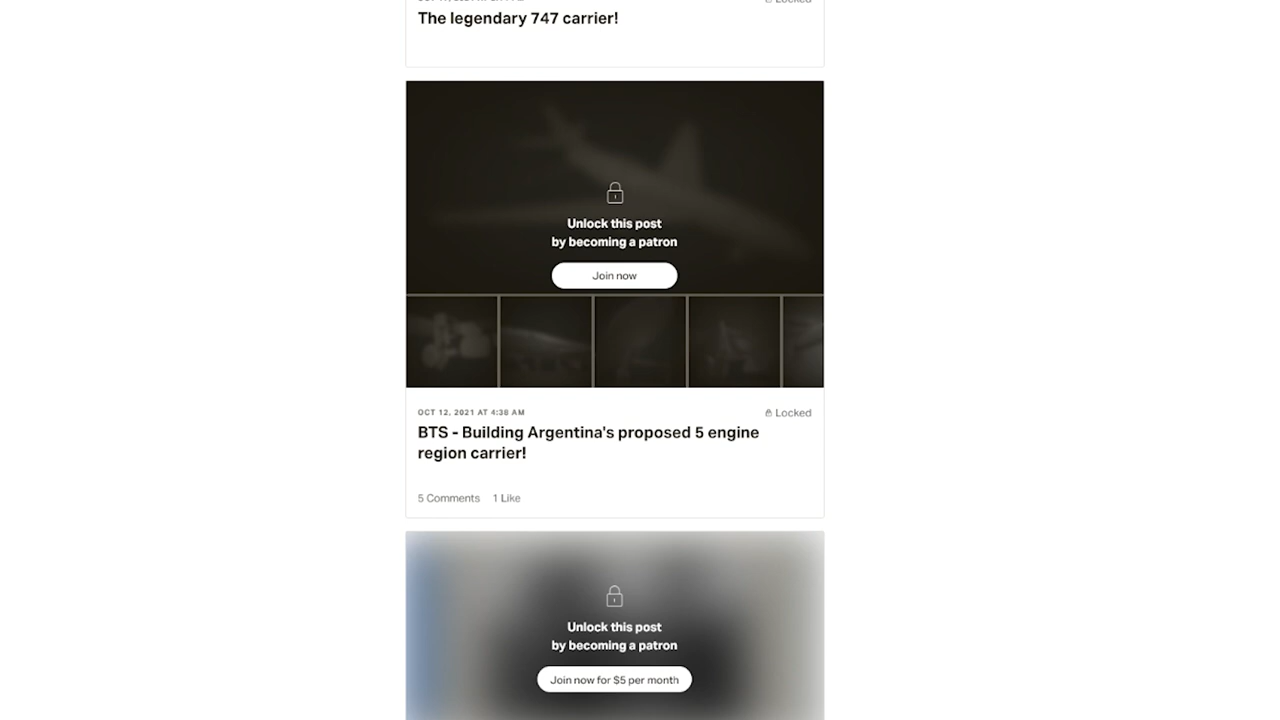 Locked
The legendary 747 carrier!
Unlock this post
by becoming a patron
Join now
OCT 12, 2021 AT 4:38 AM
Locked
BTS - Building Argentina's proposed 5 engine
region carrier!
5 Comments 1 Like
Unlock this post
by becoming a patron
Join now for $5 per month